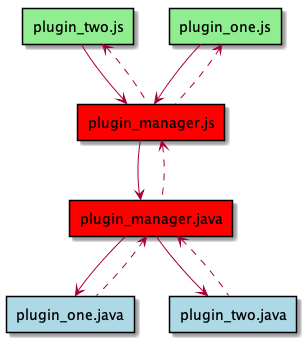 plugin_two.js
plugin_one.js
plugin_manager.js
plugin_manager.java
plugin_one.java
plugin_two.java